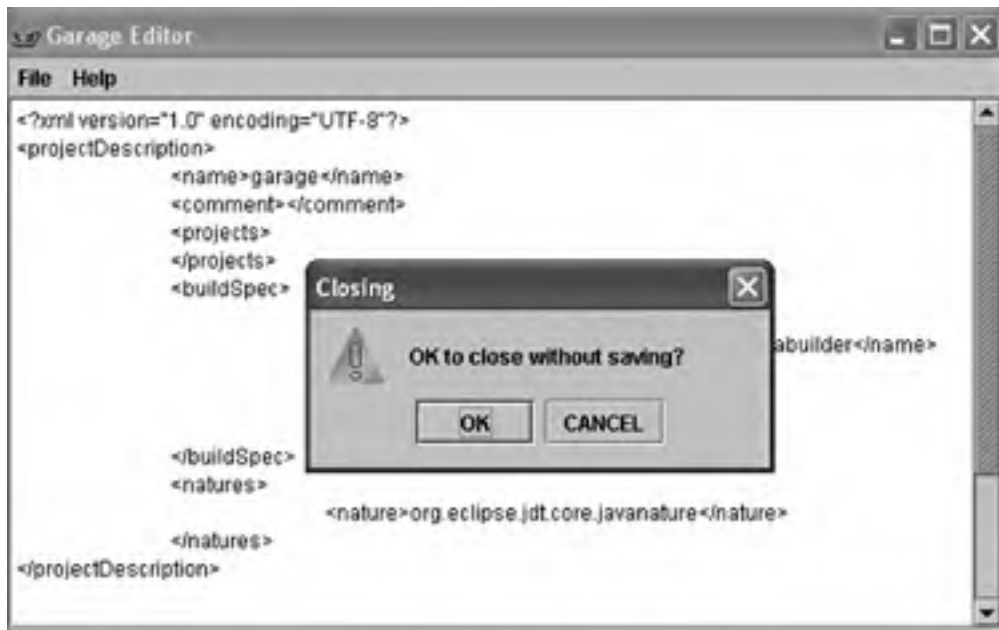 Garage Editor
File Help
<?xml version="1.0" encoding="UTF-8"?>
<projectDescription>
<name>garage</name>
<comment></comment>
<projects>
</projects>
<buildSpec>
Closing
abuilder</name>
OK to close without saving?
OK CANCEL
</buildSpec>
<natures>
<nature>org.eclipse.jdt.core.javanature</nature>
</natures>
</projectDescription>